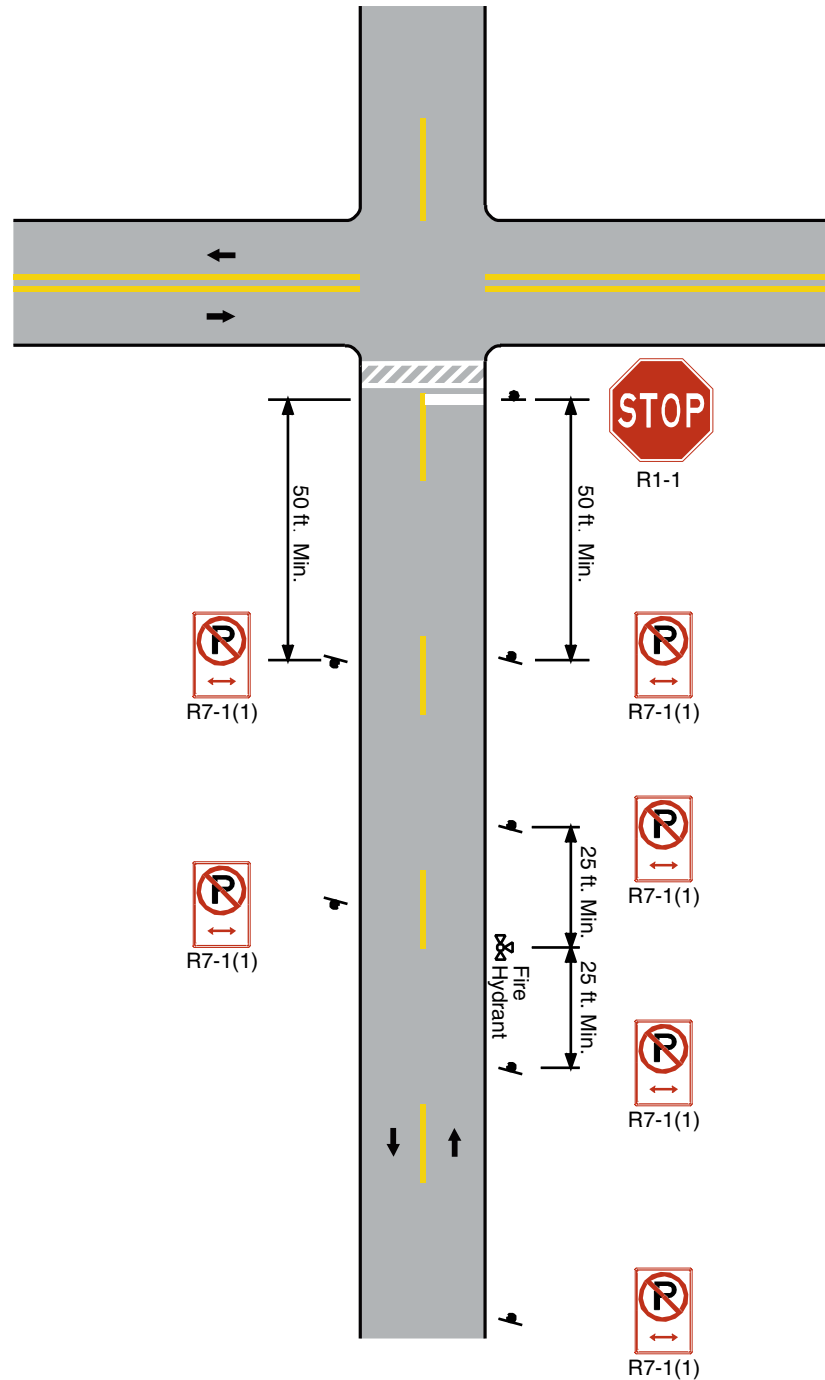 STOP
R1-1
50 ft. Min.
50 ft. Min.
P
R7-1(1)
P
R7-1(1)
P
R7-1(1)
25 ft. Min.
P
R7-1(1)
Fire
Hydrant
25 ft. Min.
P
R7-1(1)
P
R7-1(1)